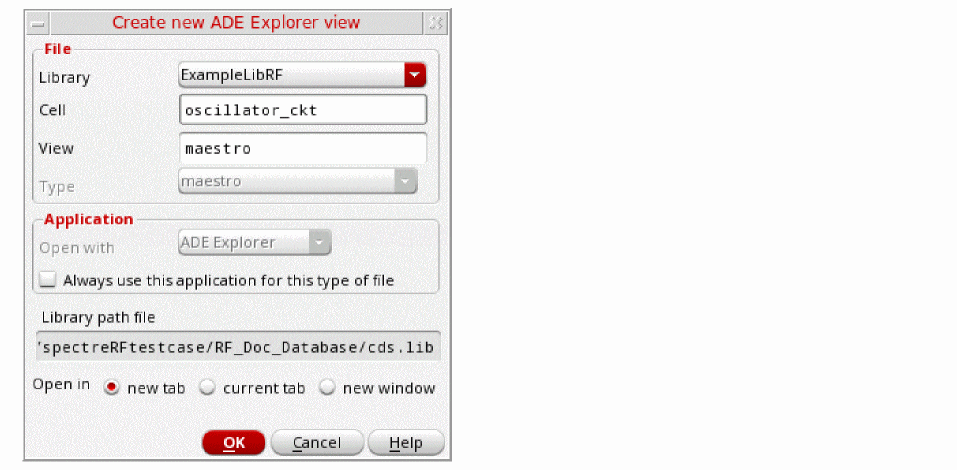 Create new ADE Explorer view
File
Library ExampleLibRF
Cell oscillator_ckt
View maestro
Type maestro
Application
Open with ADE Explorer
Always use this application for this type of file
Library path file
'spectreRFtestcase/RF_Doc_Database/cds.lib
Open in new tab current tab new window
OK Cancel Help